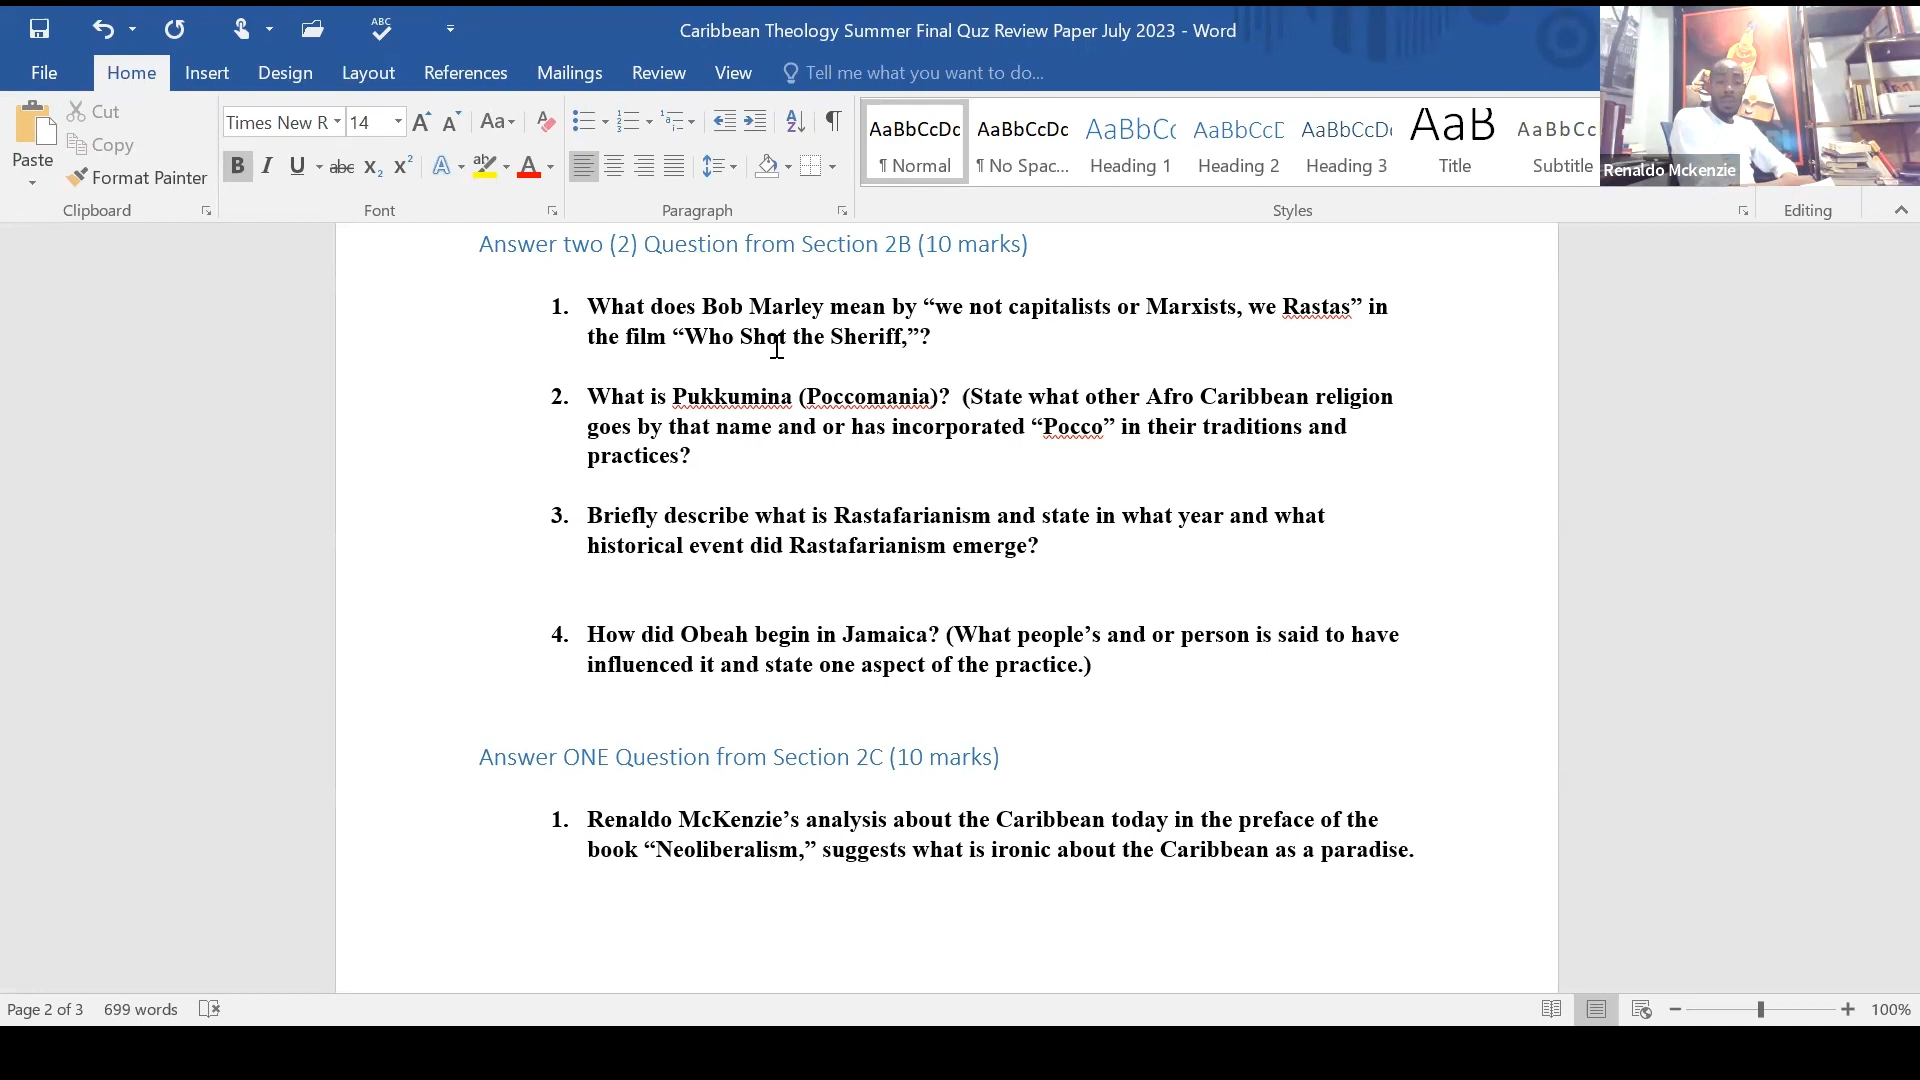 ABC
Caribbean Theology Summer Final Quz Review Paper July 2023 - Word
File Home Insert Design Layout References Mailings Review View Tell me what you want to do...
Paste
Cut
Copy
Format Painter
Times New R 14
Aa
B I U abc X2 X2 A ab A
AaBbCcDc AaBbCcDc AaBbCc AaBbCcD AaBbCcDc AaB AaBbCc
¶ Normal ¶ No Spac... Heading 1 Heading 2 Heading 3 Title Subtitle
Renaldo Mckenzie
Clipboard Font Paragraph Styles Editing
Answer two (2) Question from Section 2B (10 marks)
1. What does Bob Marley mean by “we not capitalists or Marxists, we Rastas” in
the film “Who Shot the Sheriff,”?
2. What is Pukkumina (Poccomania)? (State what other Afro Caribbean religion
goes by that name and or has incorporated “Pocco” in their traditions and
practices?
3. Briefly describe what is Rastafarianism and state in what year and what
historical event did Rastafarianism emerge?
4. How did Obeah begin in Jamaica? (What people’s and or person is said to have
influenced it and state one aspect of the practice.)
Answer ONE Question from Section 2C (10 marks)
1. Renaldo McKenzie’s analysis about the Caribbean today in the preface of the
book “Neoliberalism,” suggests what is ironic about the Caribbean as a paradise.
Page 2 of 3 699 words 100%